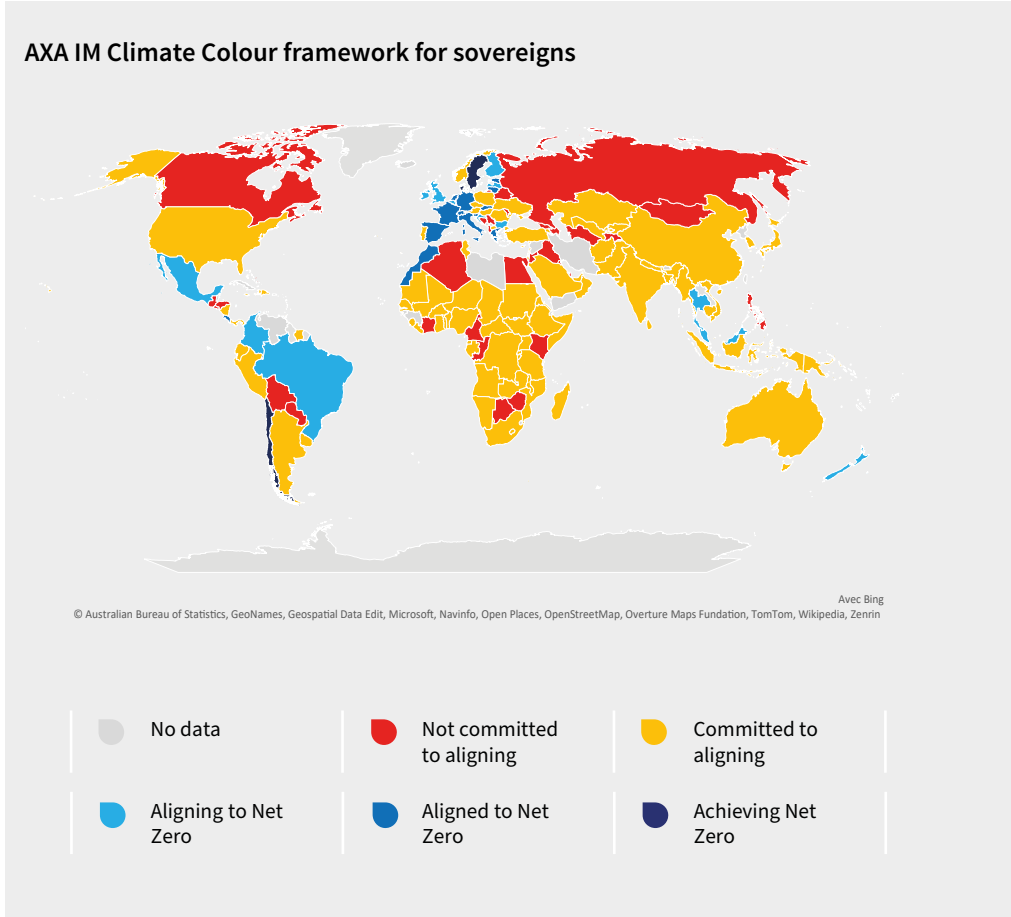 AXA IM Climate Colour framework for sovereigns
Avec Bing
© Australian Bureau of Statistics, GeoNames, Geospatial Data Edit, Microsoft, Navinfo, Open Places, OpenStreetMap, Overture Maps Fundation, TomTom, Wikipedia, Zenrin
No data
Not committed
to aligning
Committed to
aligning
Aligning to Net
Zero
Aligned to Net
Zero
Achieving Net
Zero